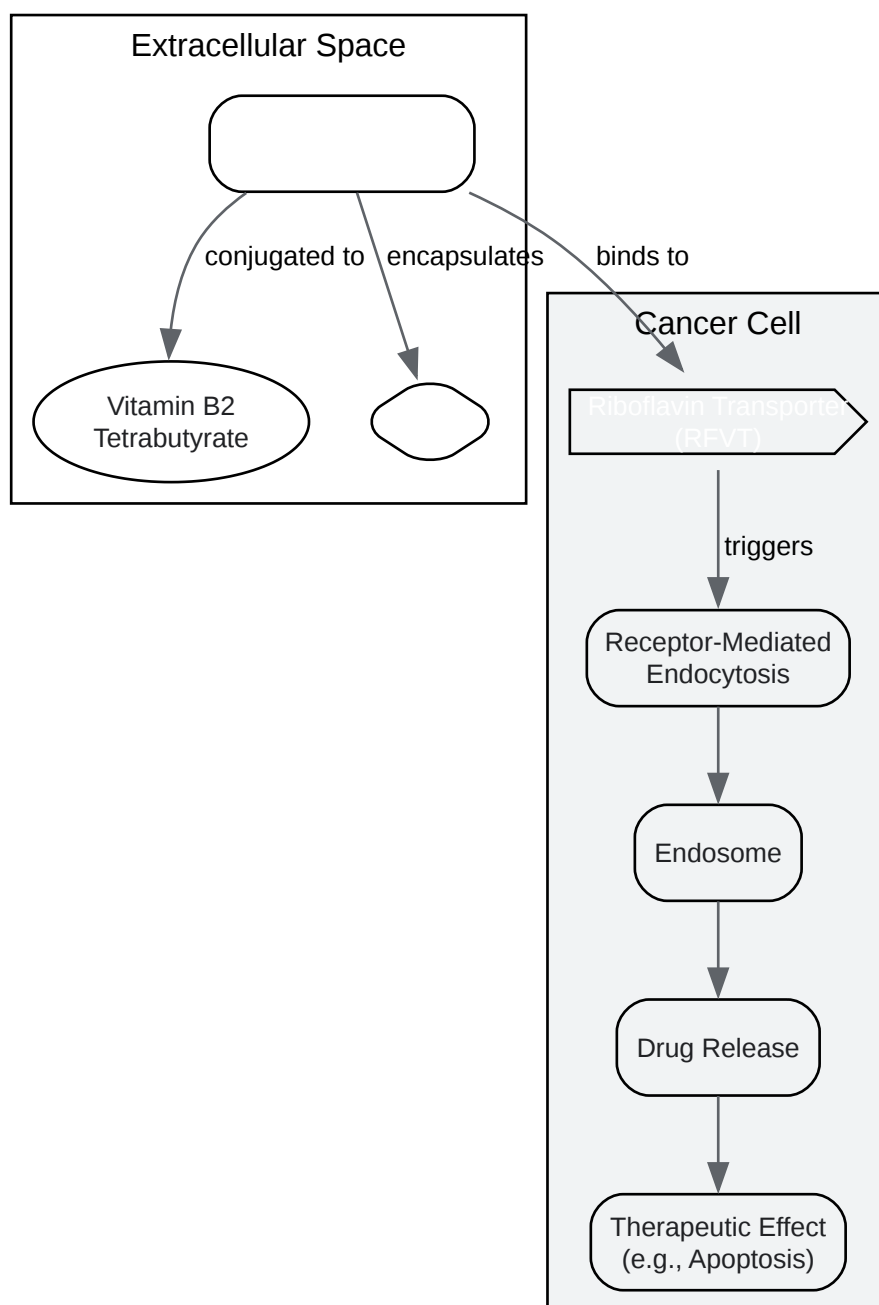 Extracellular Space
conjugated to
encapsulates
binds to
Cancer Cell
Vitamin B2
Tetrabutyrate
Riboflavin Transporter
(RFVT)
triggers
Receptor-Mediated
Endocytosis
Endosome
Drug Release
Therapeutic Effect
(e.g., Apoptosis)